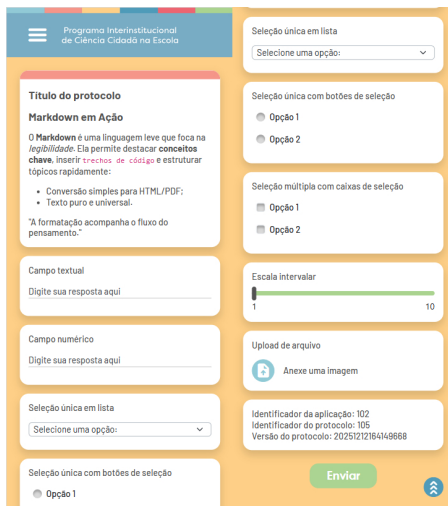 Programa Interinstitucional
de Ciência Cidadã na Escola
Título do protocolo
Markdown em Ação
O Markdown é uma linguagem leve que foca na
legibilidade. Ela permite destacar conceitos
chave, inserir trechos de código e estruturar
tópicos rapidamente:
• Conversão simples para HTML/PDF;
• Texto puro e universal.
"A formatação acompanha o fluxo do
pensamento."
Campo textual
Digite sua resposta aqui
Campo numérico
Digite sua resposta aqui
Seleção única em lista
Selecione uma opção:
Seleção única com botões de seleção
Opção 1
Seleção única em lista
Selecione uma opção:
Seleção única com botões de seleção
Opção 1
Opção 2
Seleção múltipla com caixas de seleção
Opção 1
Opção 2
Escala intervalar
1 10
Upload de arquivo
Anexe uma imagem
Identificador da aplicação: 102
Identificador do protocolo: 105
Versão do protocolo: 20251212164149668
Enviar